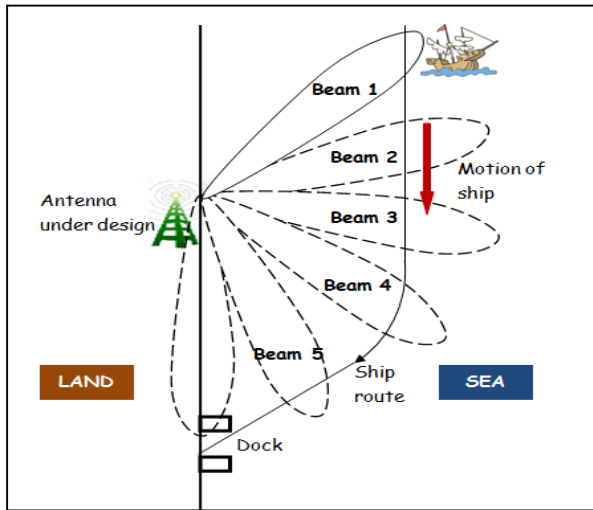 Beam 1
Beam 2
Motion of
ship
Antenna
under design
Beam 3
Beam 4
Beam 5
Ship
route
LAND
SEA
Dock